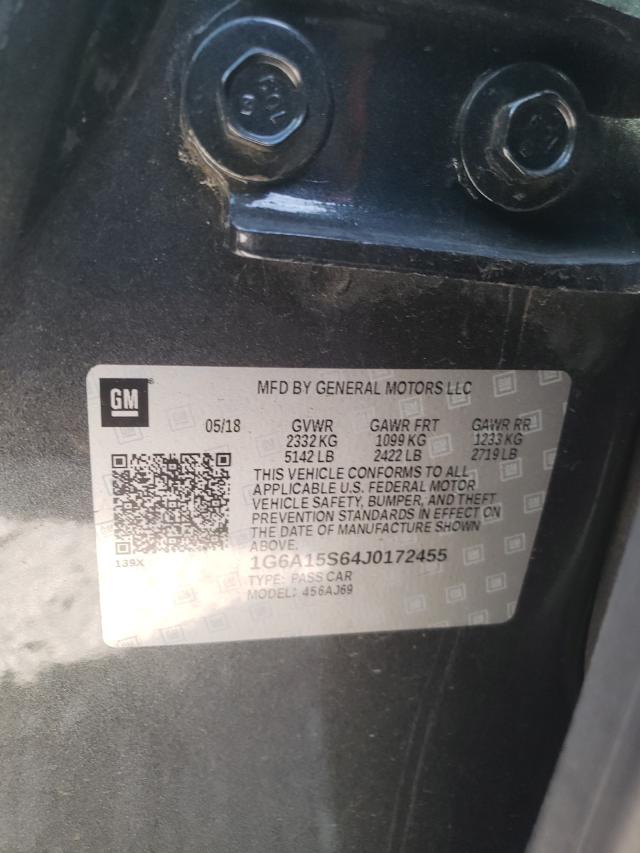 GM
MFD BY GENERAL MOTORS LLC
05/18 GVWR GAWR FRT GAWR RR
2332 KG 1099 KG 1233 KG
5142 LB 2422 LB 2719 LB
THIS VEHICLE CONFORMS TO ALL
APPLICABLE U.S. FEDERAL MOTOR
VEHICLE SAFETY, BUMPER, AND THEFT
PREVENTION STANDARDS IN EFFECT ON
THE DATE OF MANUFACTURE SHOWN
ABOVE.
139X 1G6A15S64J0172455
TYPE: PASS CAR
MODEL: 456AJ69